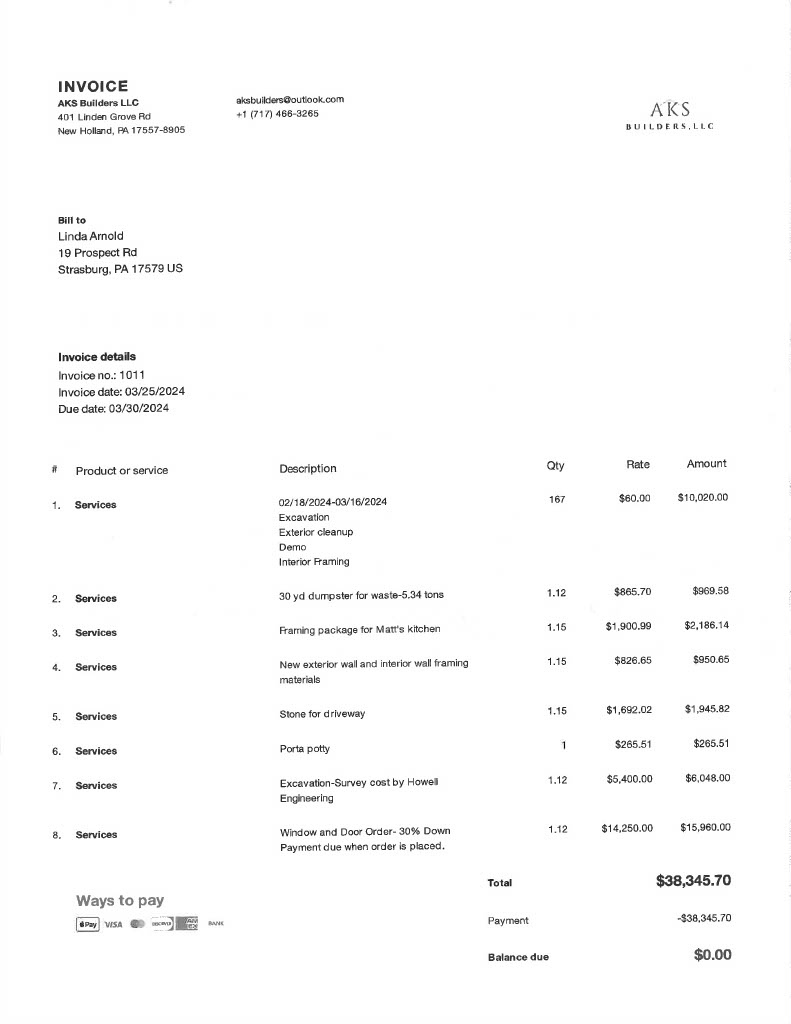 INVOICE
AKS Builders LLC
401 Linden Grove Rd
New Holland, PA 17557-8905
aksbuilders@outlook.com
+1 (717) 466-3265
AKS
BUILDERS, LLC
Bill to
Linda Arnold
19 Prospect Rd
Strasburg, PA 17579 US
Invoice details
Invoice no.: 1011
Invoice date: 03/25/2024
Due date: 03/30/2024
# Product or service Description Qty Rate Amount
1. Services 02/18/2024-03/16/2024 167 $60.00 $10,020.00
Excavation
Exterior cleanup
Demo
Interior Framing
2. Services 30 yd dumpster for waste-5.34 tons 1.12 $865.70 $969.58
3. Services Framing package for Matt's kitchen 1.15 $1,900.99 $2,186.14
4. Services New exterior wall and interior wall framing 1.15 $826.65 $950.65
materials
5. Services Stone for driveway 1.15 $1,692.02 $1,945.82
6. Services Porta potty 1 $265.51 $265.51
7. Services Excavation-Survey cost by Howell 1.12 $5,400.00 $6,048.00
Engineering
8. Services Window and Door Order- 30% Down 1.12 $14,250.00 $15,960.00
Payment due when order is placed.
Total $38,345.70
Ways to pay
Pay VISA DISCOVER AM EX BANK
Payment -$38,345.70
Balance due $0.00